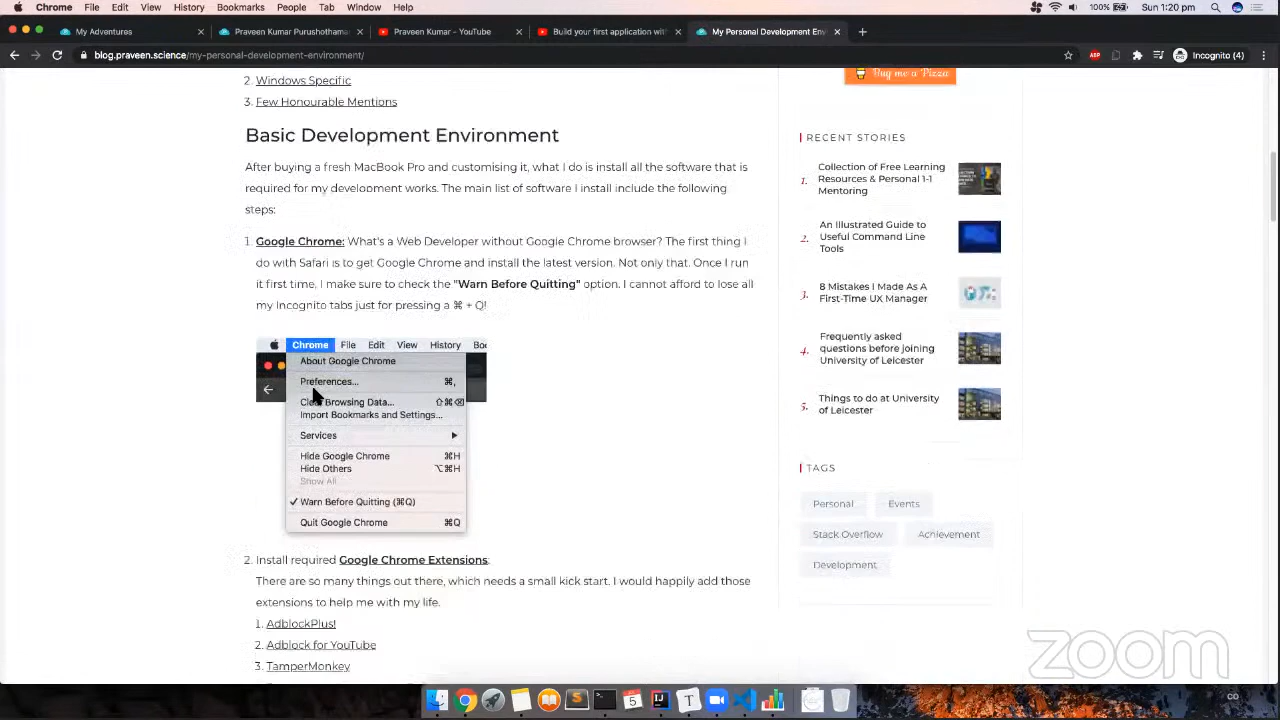 Chrome File Edit View History Bookmarks People Tab Window Help 100% Sun 1:20 pm
My Adventures Praveen Kumar Purushothama Praveen Kumar - YouTube Build your first application wit My Personal Development Env
blog.praveen.science/my-personal-development-environment/ ABP Incognito (4)
2. Windows Specific
3. Few Honourable Mentions
Basic Development Environment
After buying a fresh MacBook Pro and customising it, what I do is install all the software that is
required for my development works. The main list of software I install include the following
steps:
1. Google Chrome: What's a Web Developer without Google Chrome browser? The first thing I
do with Safari is to get Google Chrome and install the latest version. Not only that. Once I run
it first time, I make sure to check the "Warn Before Quitting" option. I cannot afford to lose all
my Incognito tabs just for pressing a ⌘ + Q!
Chrome File Edit View History Boo
About Google Chrome
Preferences... ⌘,
Browsing Data... ⇧⌘⌫
Import Bookmarks and Settings...
Services
Hide Google Chrome ⌘H
Hide Others ⌥⌘H
Show All
✓ Warn Before Quitting (⌘Q)
Quit Google Chrome ⌘Q
2. Install required Google Chrome Extensions:
There are so many things out there, which needs a small kick start. I would happily add those
extensions to help me with my life.
1. AdblockPlus!
2. Adblock for YouTube
3. TamperMonkey
Buy me a Pizza
RECENT STORIES
1. Collection of Free Learning
Resources & Personal 1-1
Mentoring
2. An Illustrated Guide to
Useful Command Line
Tools
3. 8 Mistakes I Made As A
First-Time UX Manager
4. Frequently asked
questions before joining
University of Leicester
5. Things to do at University
of Leicester
TAGS
Personal Events
Stack Overflow Achievement
Development
zoom
5